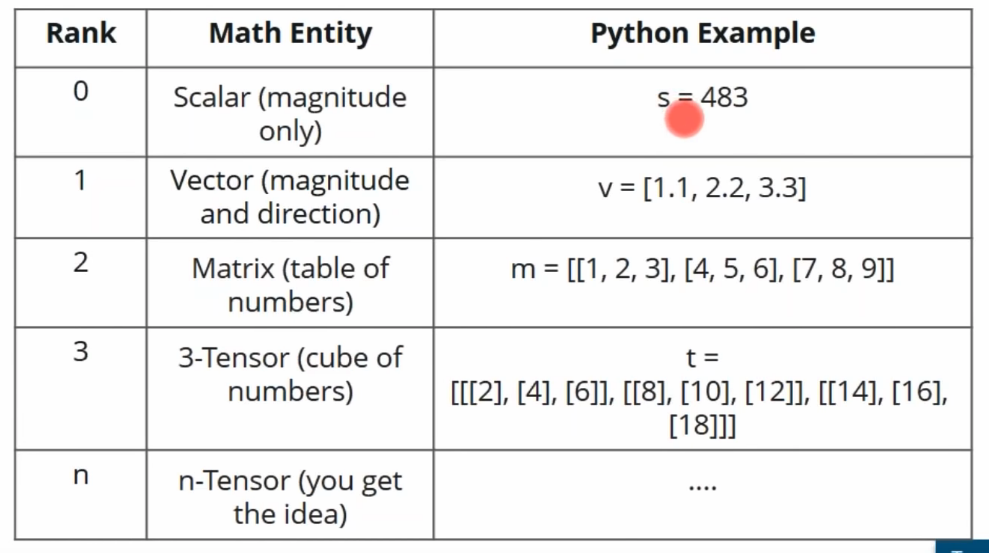 Rank Math Entity Python Example
0 Scalar (magnitude only) s = 483
1 Vector (magnitude and direction) v = [1.1, 2.2, 3.3]
2 Matrix (table of numbers) m = [[1, 2, 3], [4, 5, 6], [7, 8, 9]]
3 3-Tensor (cube of numbers) t = [[[2], [4], [6]], [[8], [10], [12]], [[14], [16], [18]]]
n n-Tensor (you get the idea) ....